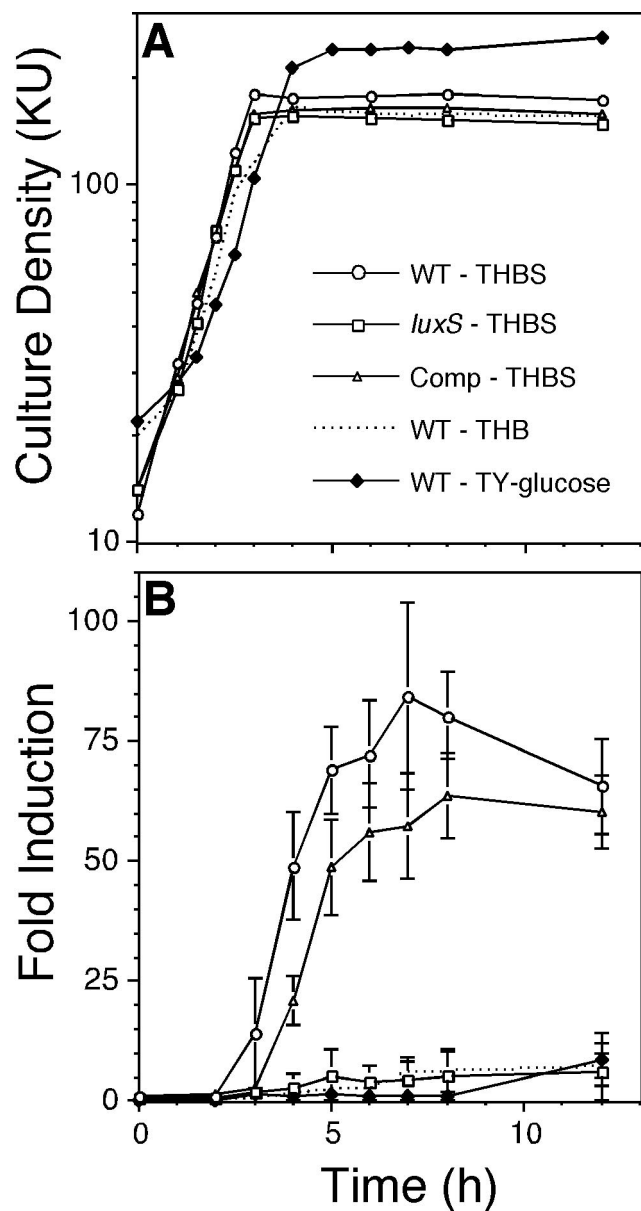 A
Culture Density (KU)
100
10
WT - THBS
luxS - THBS
Comp - THBS
WT - THB
WT - TY-glucose
B
Fold Induction
100
75
50
25
0
0
5
10
Time (h)